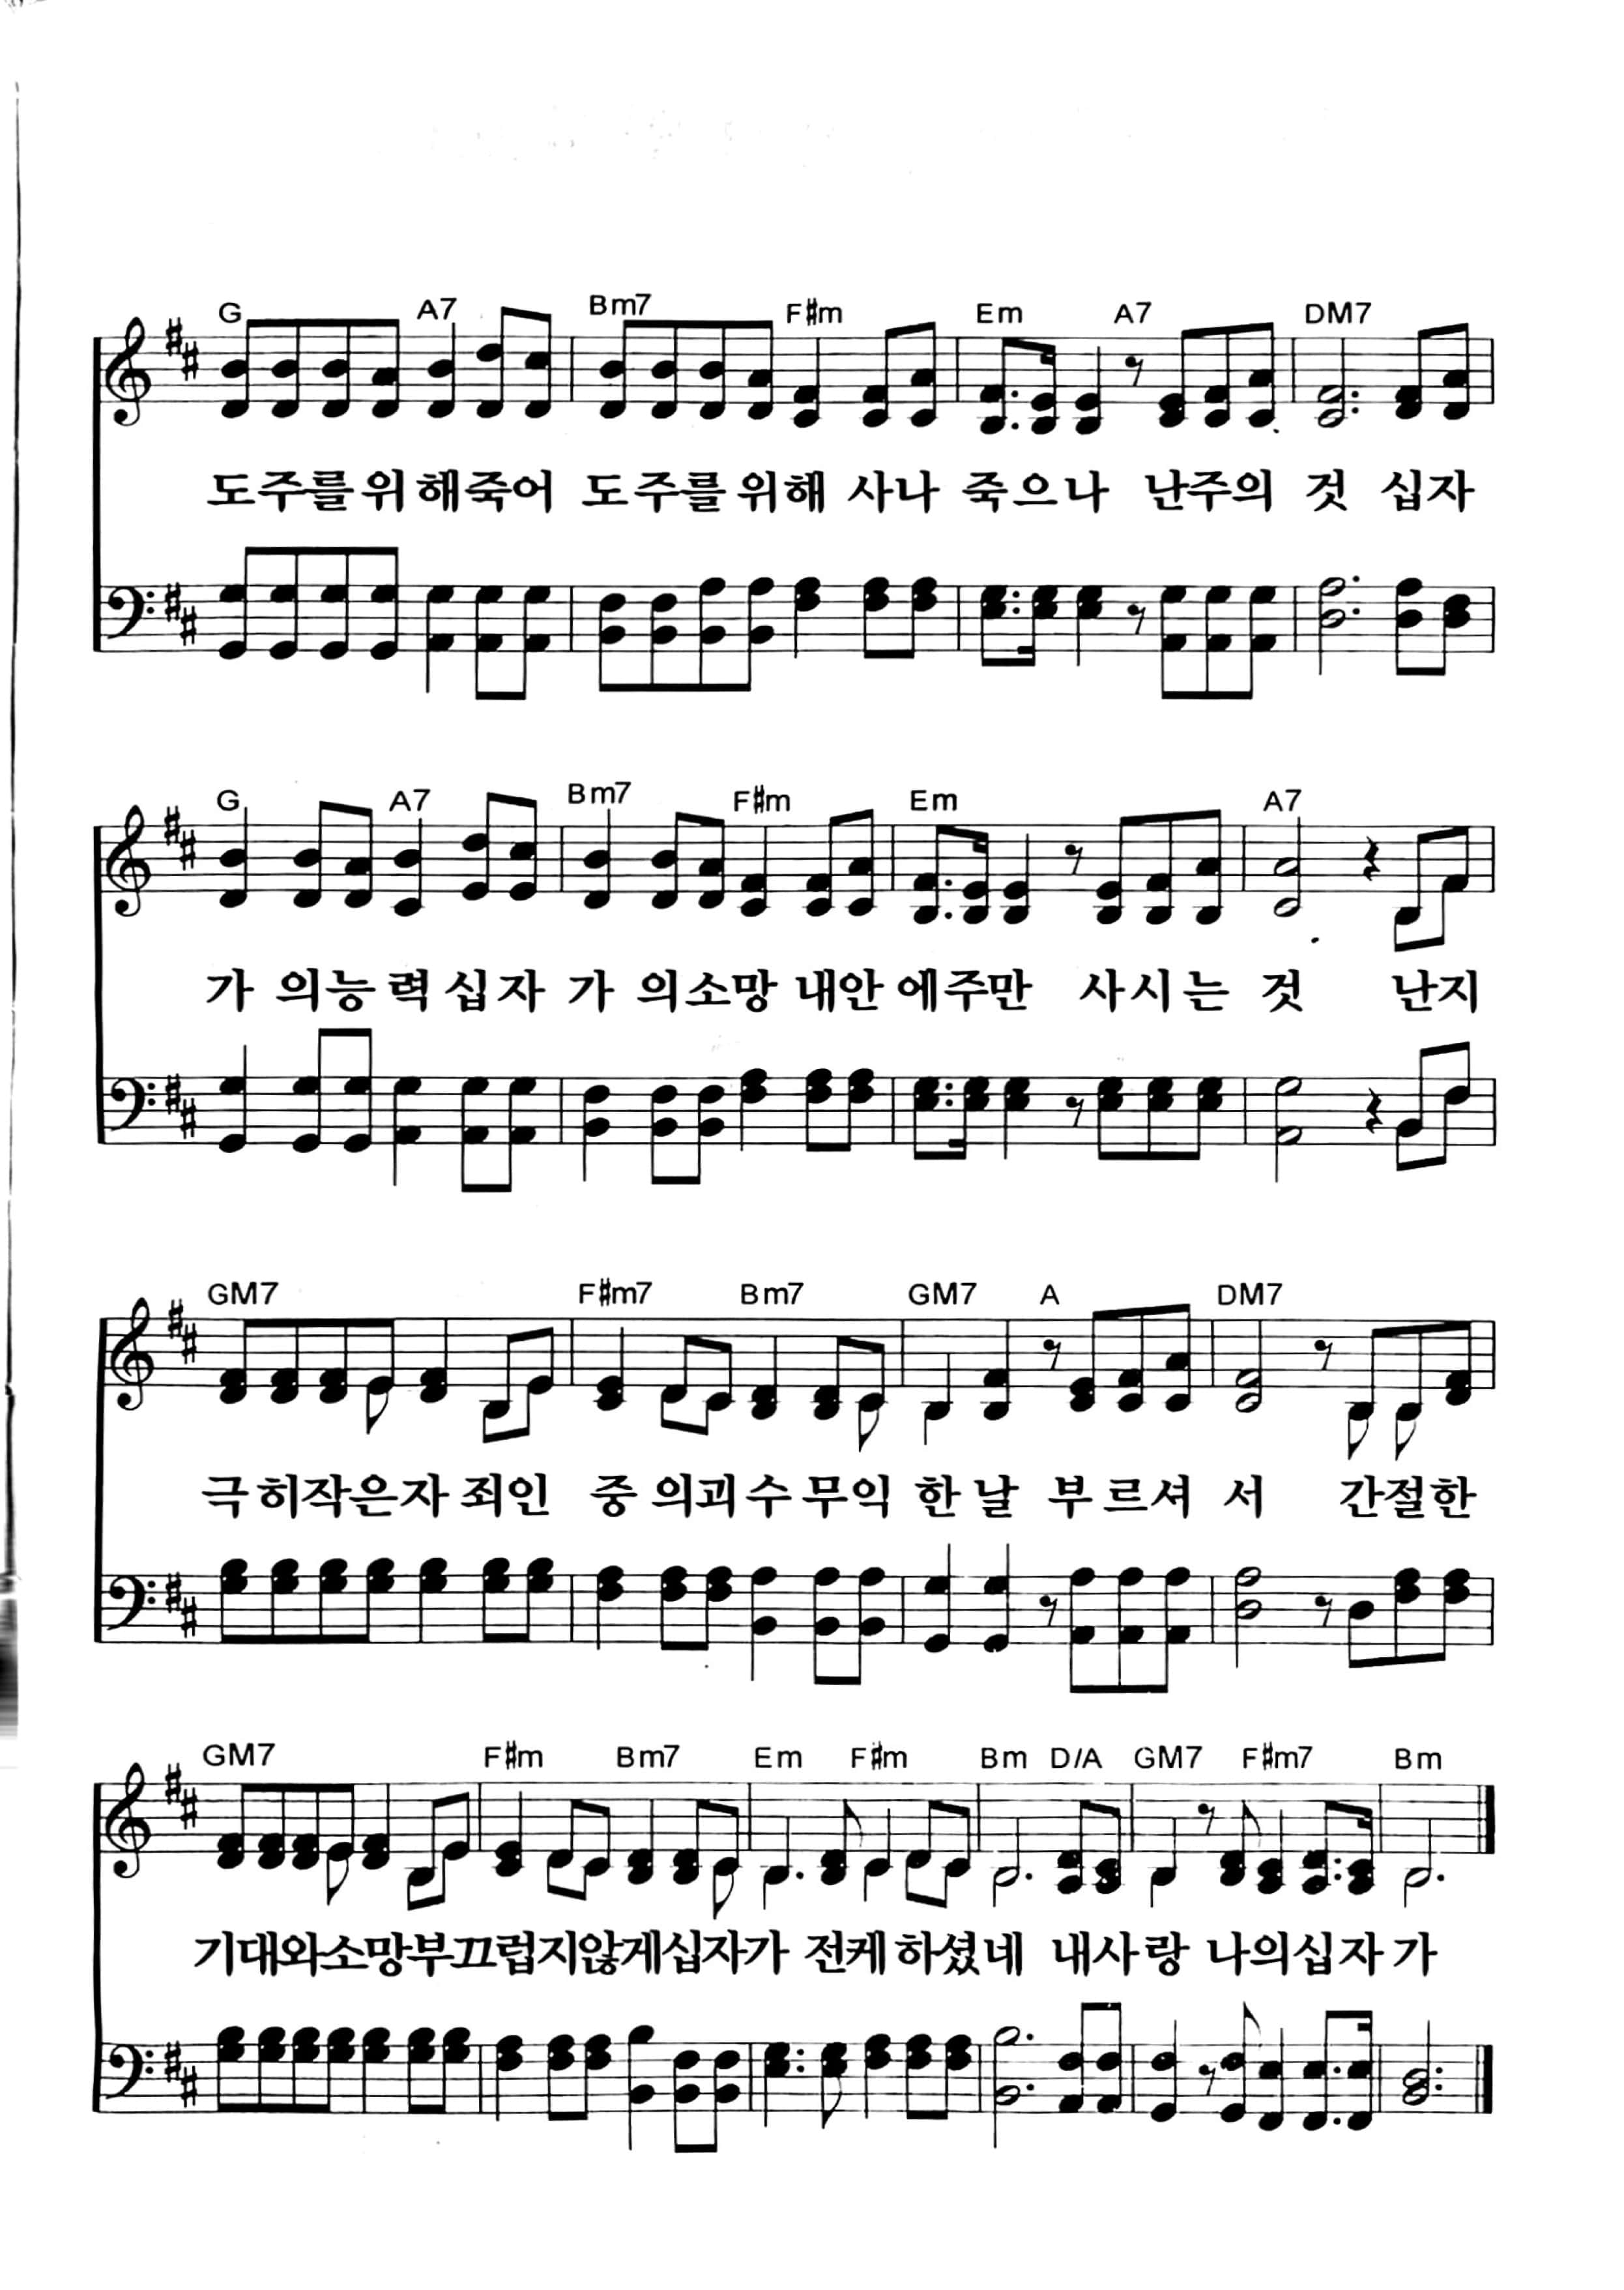 G A7 Bm7 F#m Em A7 DM7
도주를위해죽어 도주를위해 사나 죽으나 난주의 것 십자
G A7 Bm7 F#m Em A7
가 의능력십자 가 의소망 내안에주만 사시는 것 난지
GM7 F#m7 Bm7 GM7 A DM7
극히작은자 죄인 중 의괴수 무익 한 날 부르셔 서 간절한
GM7 F#m Bm7 Em F#m Bm D/A GM7 F#m7 Bm
기대와소망부끄럽지않게십자가 전케 하셨네 내사랑 나의십자가